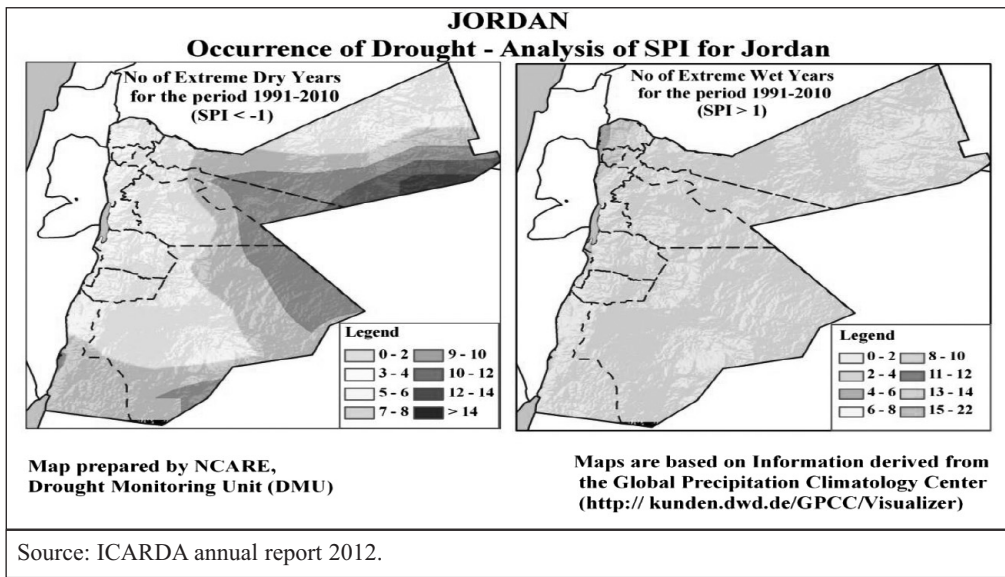 JORDAN
Occurrence of Drought - Analysis of SPI for Jordan
No of Extreme Dry Years
for the period 1991-2010
(SPI < -1)
Legend
0 - 2
3 - 4
5 - 6
7 - 8
9 - 10
10 - 12
12 - 14
> 14
No of Extreme Wet Years
for the period 1991-2010
(SPI > 1)
Legend
0 - 2
2 - 4
4 - 6
6 - 8
8 - 10
11 - 12
13 - 14
15 - 22
Map prepared by NCARE,
Drought Monitoring Unit (DMU)
Maps are based on Information derived from
the Global Precipitation Climatology Center
(http:// kunden.dwd.de/GPCC/Visualizer)
Source: ICARDA annual report 2012.